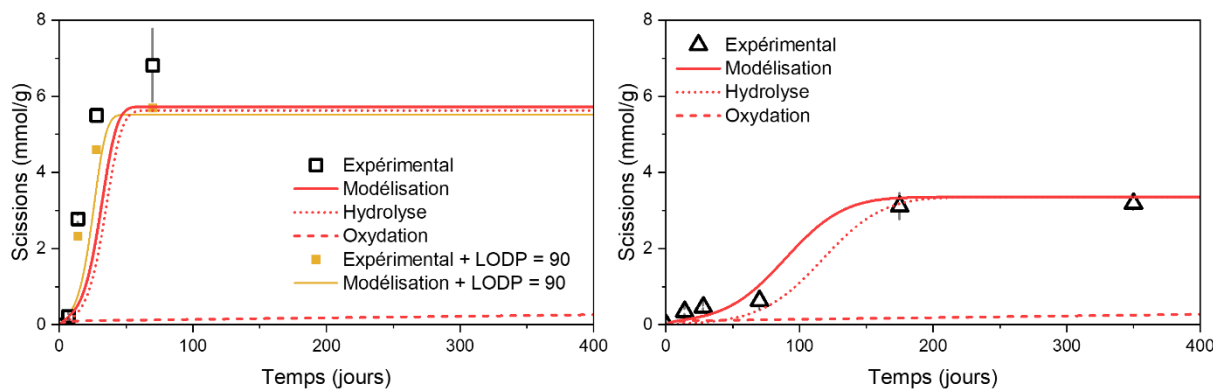 8
6
4
2
0
Scissions (mmol/g)
Expérimental
Modélisation
Hydrolyse
Oxydation
Expérimental + LODP = 90
Modélisation + LODP = 90
0 100 200 300 400
Temps (jours)
8
6
4
2
0
Scissions (mmol/g)
Expérimental
Modélisation
Hydrolyse
Oxydation
0 100 200 300 400
Temps (jours)